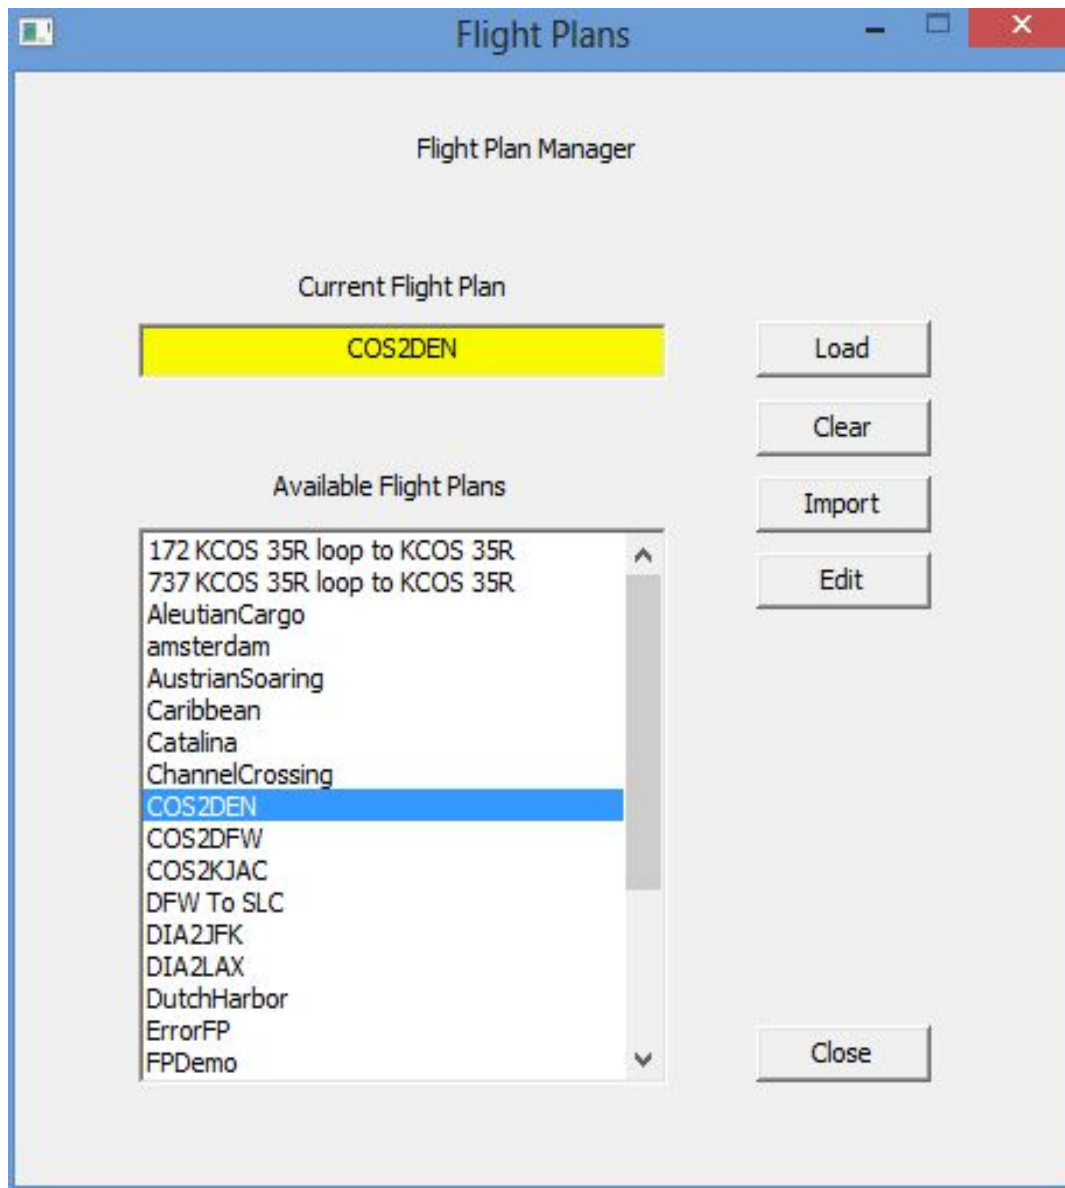 Flight Plans
Flight Plan Manager
Current Flight Plan
COS2DEN
Load
Clear
Import
Edit
Available Flight Plans
172 KCOS 35R loop to KCOS 35R
737 KCOS 35R loop to KCOS 35R
AleutianCargo
amsterdam
AustrianSoaring
Caribbean
Catalina
ChannelCrossing
COS2DEN
COS2DFW
COS2KJAC
DFW To SLC
DIA2JFK
DIA2LAX
DutchHarbor
ErrorFP
FPDemo
Close